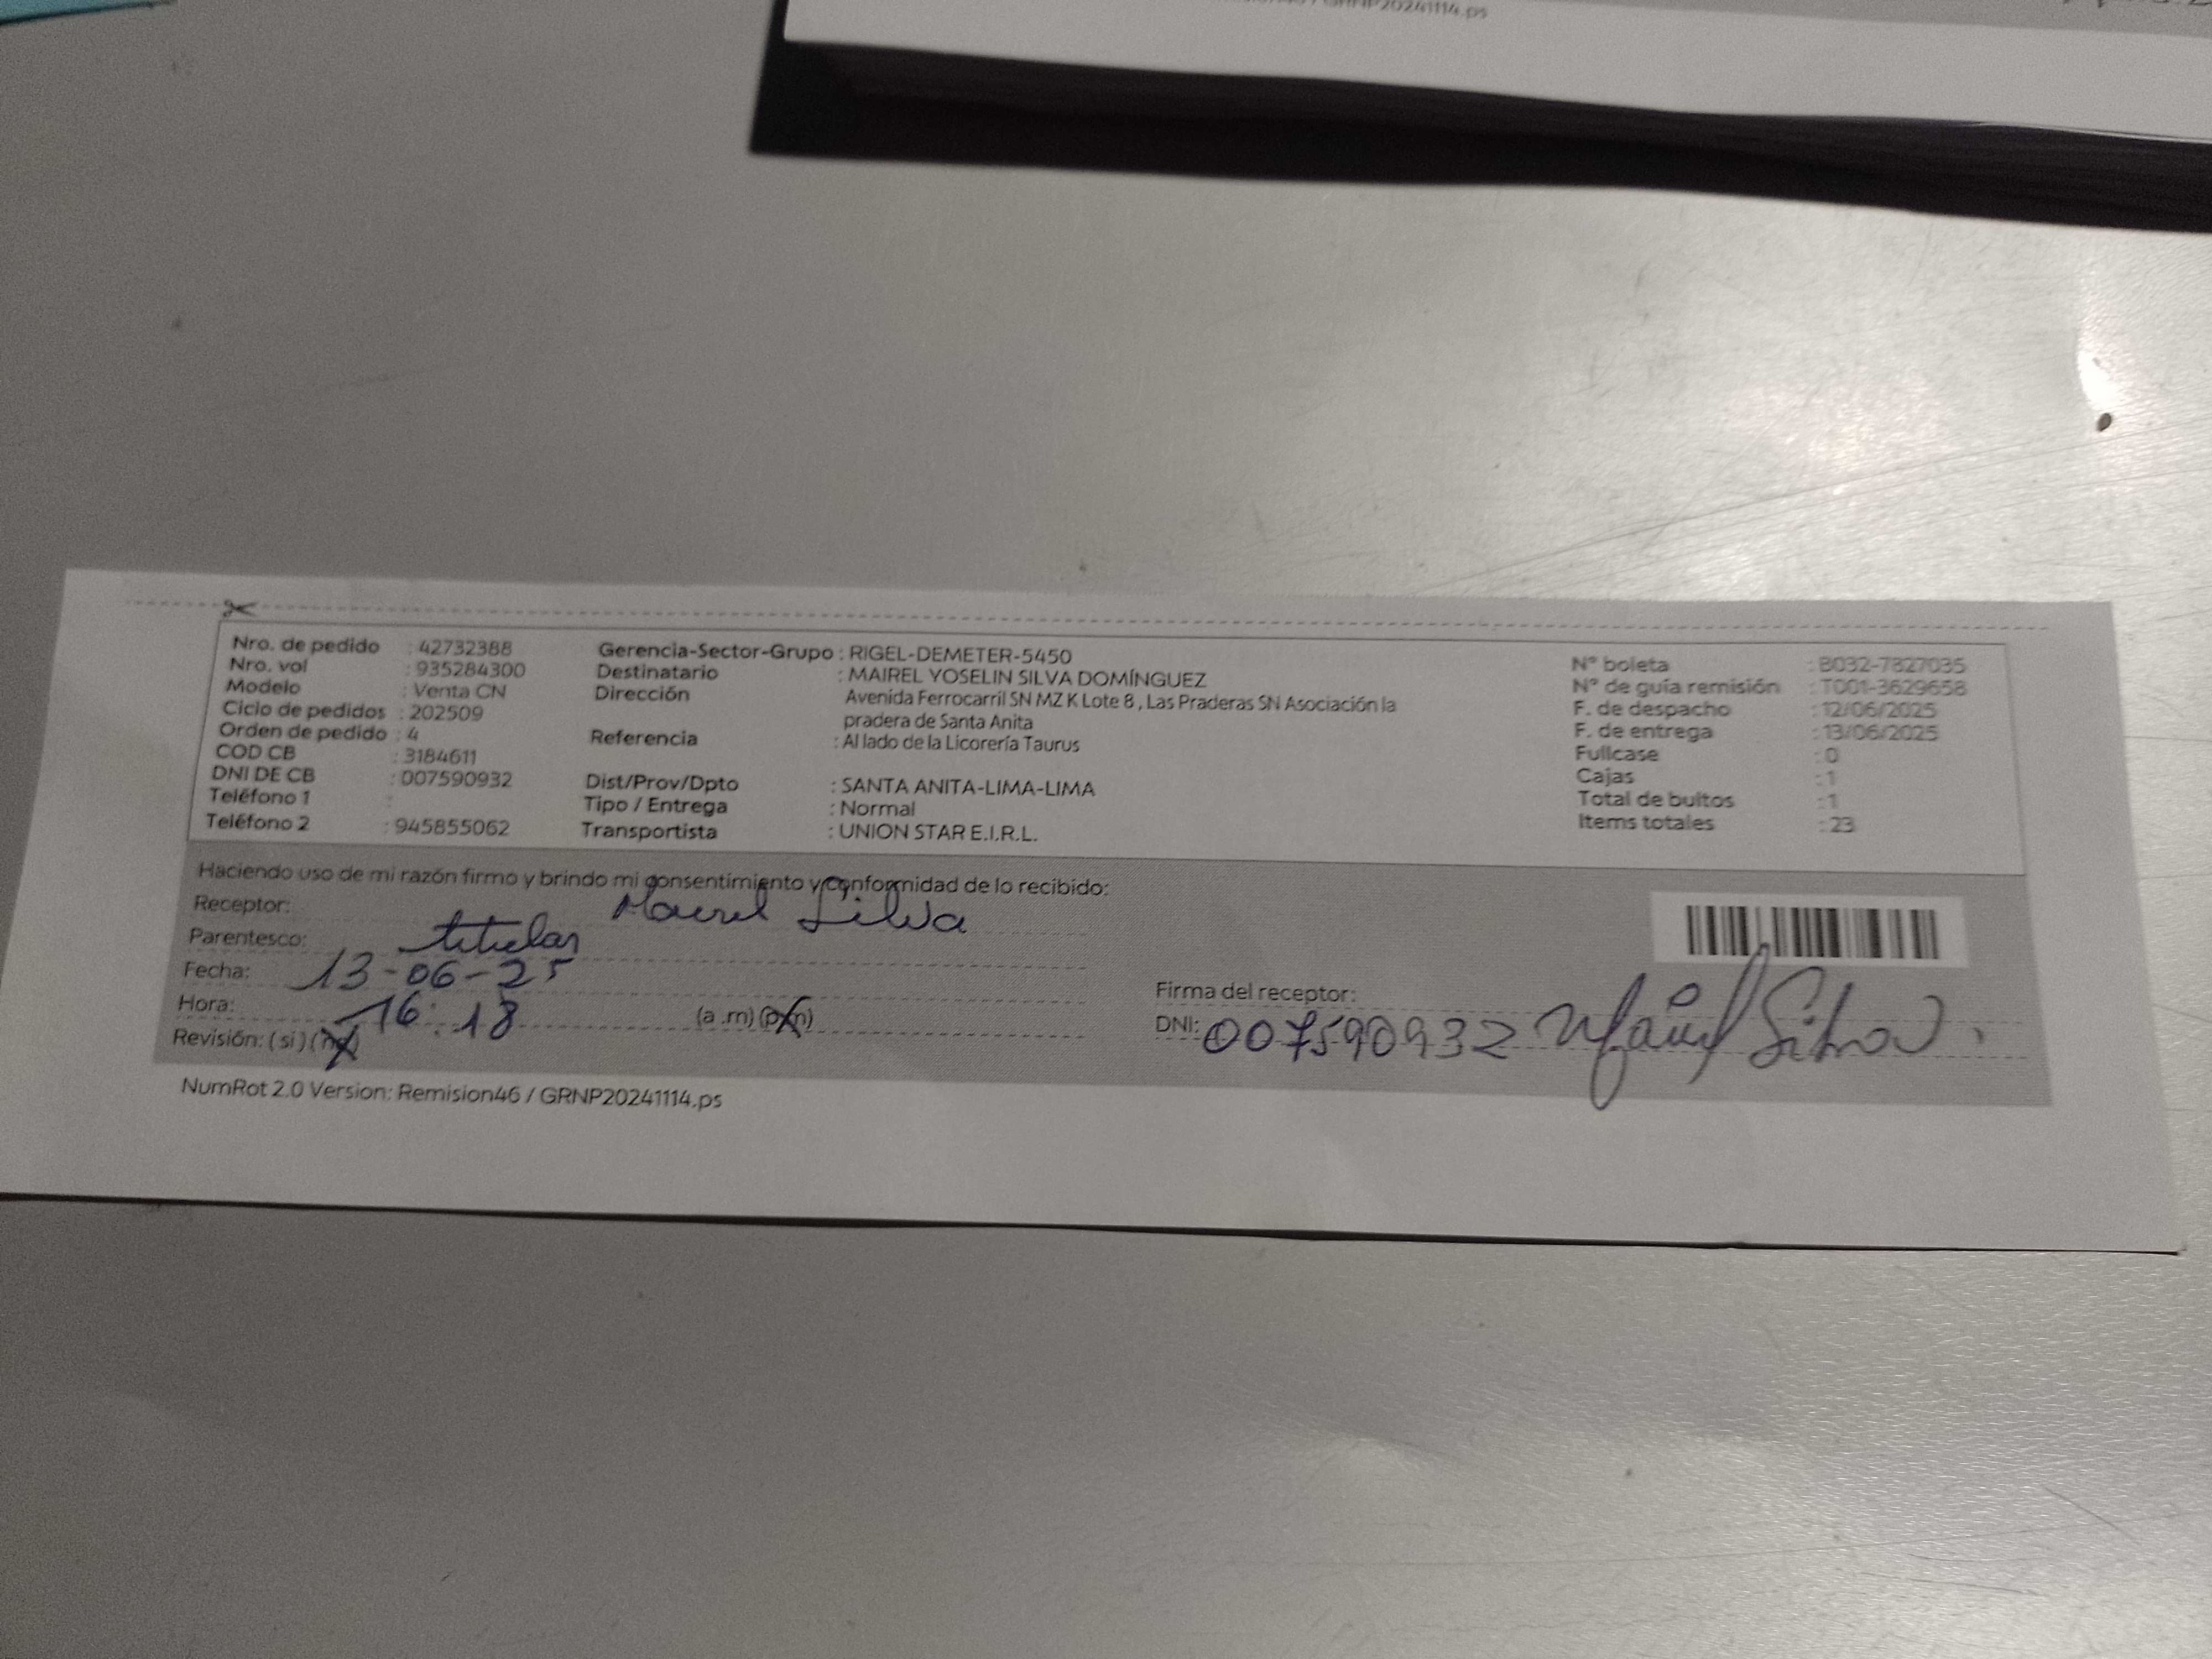 GRNP20241114.ps
Nro. de pedido : 42732388
Nro. vol : 935284300
Modelo : Venta CN
Ciclo de pedidos : 202509
Orden de pedido : 4
COD CB : 3184611
DNI DE CB : 007590932
Teléfono 1 :
Teléfono 2 : 945855062
Gerencia-Sector-Grupo : RIGEL-DEMETER-5450
Destinatario : MAIREL YOSELIN SILVA DOMÍNGUEZ
Dirección Avenida Ferrocarril SN MZ K Lote 8 , Las Praderas SN Asociación la
pradera de Santa Anita
Referencia : Al lado de la Licorería Taurus
Dist/Prov/Dpto : SANTA ANITA-LIMA-LIMA
Tipo / Entrega : Normal
Transportista : UNION STAR E.I.R.L.
N° boleta : B032-7827035
N° de guía remisión : T001-3629658
F. de despacho : 12/06/2025
F. de entrega : 13/06/2025
Fullcase : 0
Cajas : 1
Total de bultos : 1
Items totales : 23
Haciendo uso de mi razón firmo y brindo mi consentimiento y conformidad de lo recibido:
Receptor: Mairel Silva
Parentesco: titular
Fecha: 13-06-25
Hora: 16:18 (a .m) (p.m)
Revisión: ( si ) ( no )
Firma del receptor:
DNI: 007590932 Mairel Silva
NumRot 2.0 Version: Remision46 / GRNP20241114.ps